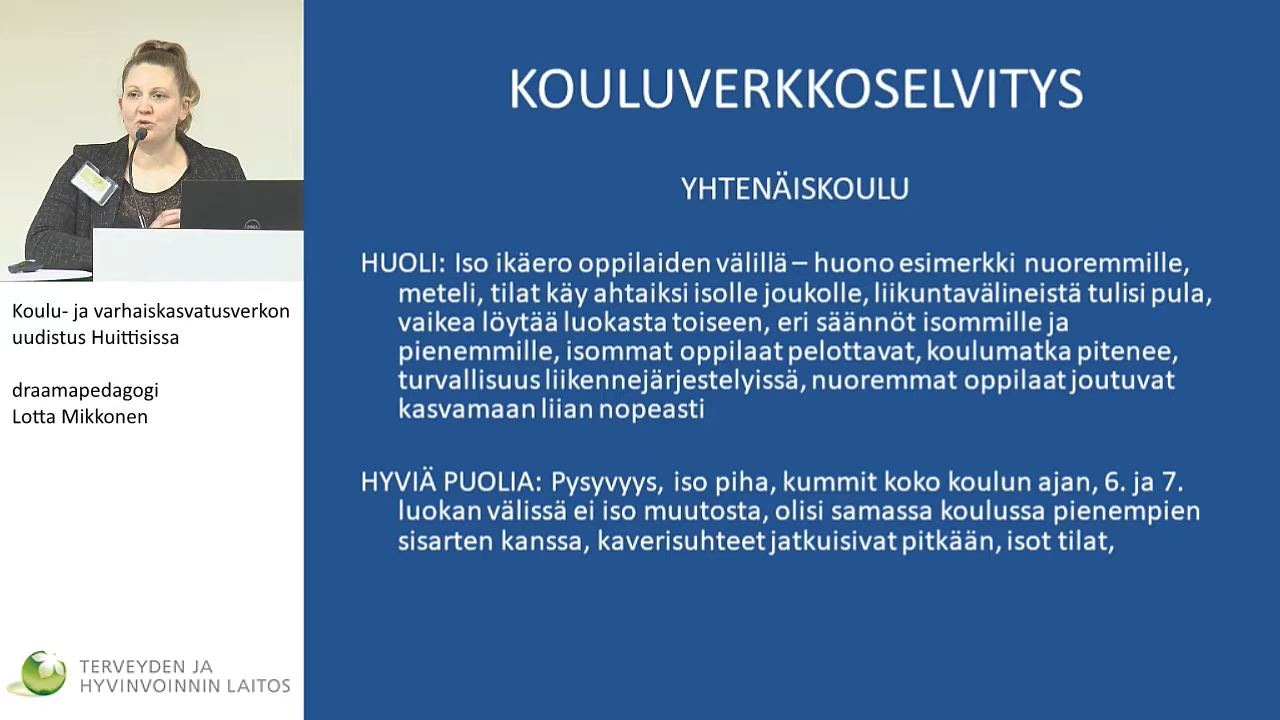 KOULUVERKKOSELVITYS
YHTENÄISKOULU
HUOLI: Iso ikäero oppilaiden välillä – huono esimerkki nuoremmille,
meteli, tilat käy ahtaiksi isolle joukolle, liikuntavälineistä tulisi pula,
vaikea löytää luokasta toiseen, eri säännöt isommille ja
pienemmille, isommat oppilaat pelottavat, koulumatka pitenee,
turvallisuus liikennejärjestelyissä, nuoremmat oppilaat joutuvat
kasvamaan liian nopeasti
HYVIÄ PUOLIA: Pysyvyys, iso piha, kummit koko koulun ajan, 6. ja 7.
luokan välissä ei iso muutosta, olisi samassa koulussa pienempien
sisarten kanssa, kaverisuhteet jatkuisivat pitkään, isot tilat,
Koulu- ja varhaiskasvatusverkon
uudistus Huittisissa
draamapedagogi
Lotta Mikkonen
TERVEYDEN JA
HYVINVOINNIN LAITOS
DELL